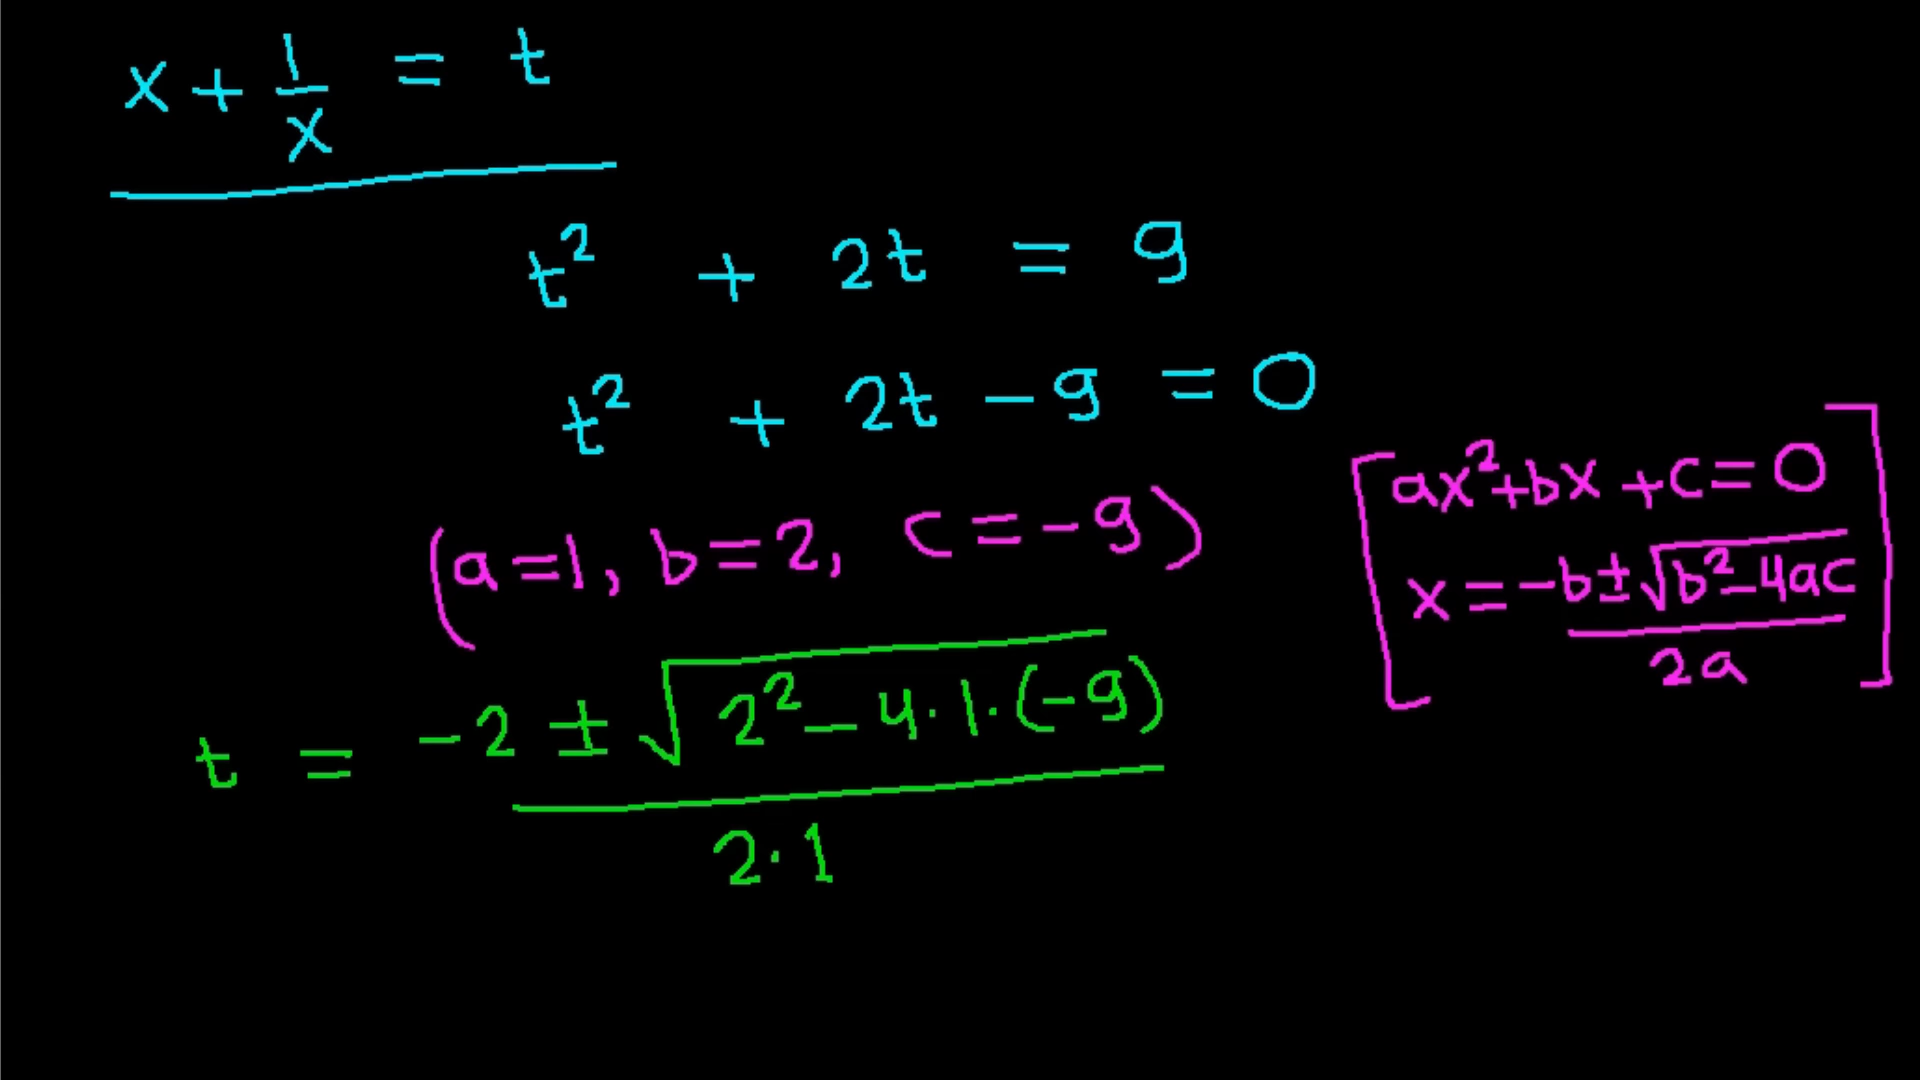 x + 1/x = t
t² + 2t = 9
t² + 2t - 9 = 0
(a = 1, b = 2, c = -9)
[ax² + bx + c = 0
x = -b ± √(b² - 4ac) / 2a]
t = -2 ± √(2² - 4·1·(-9)) / 2·1